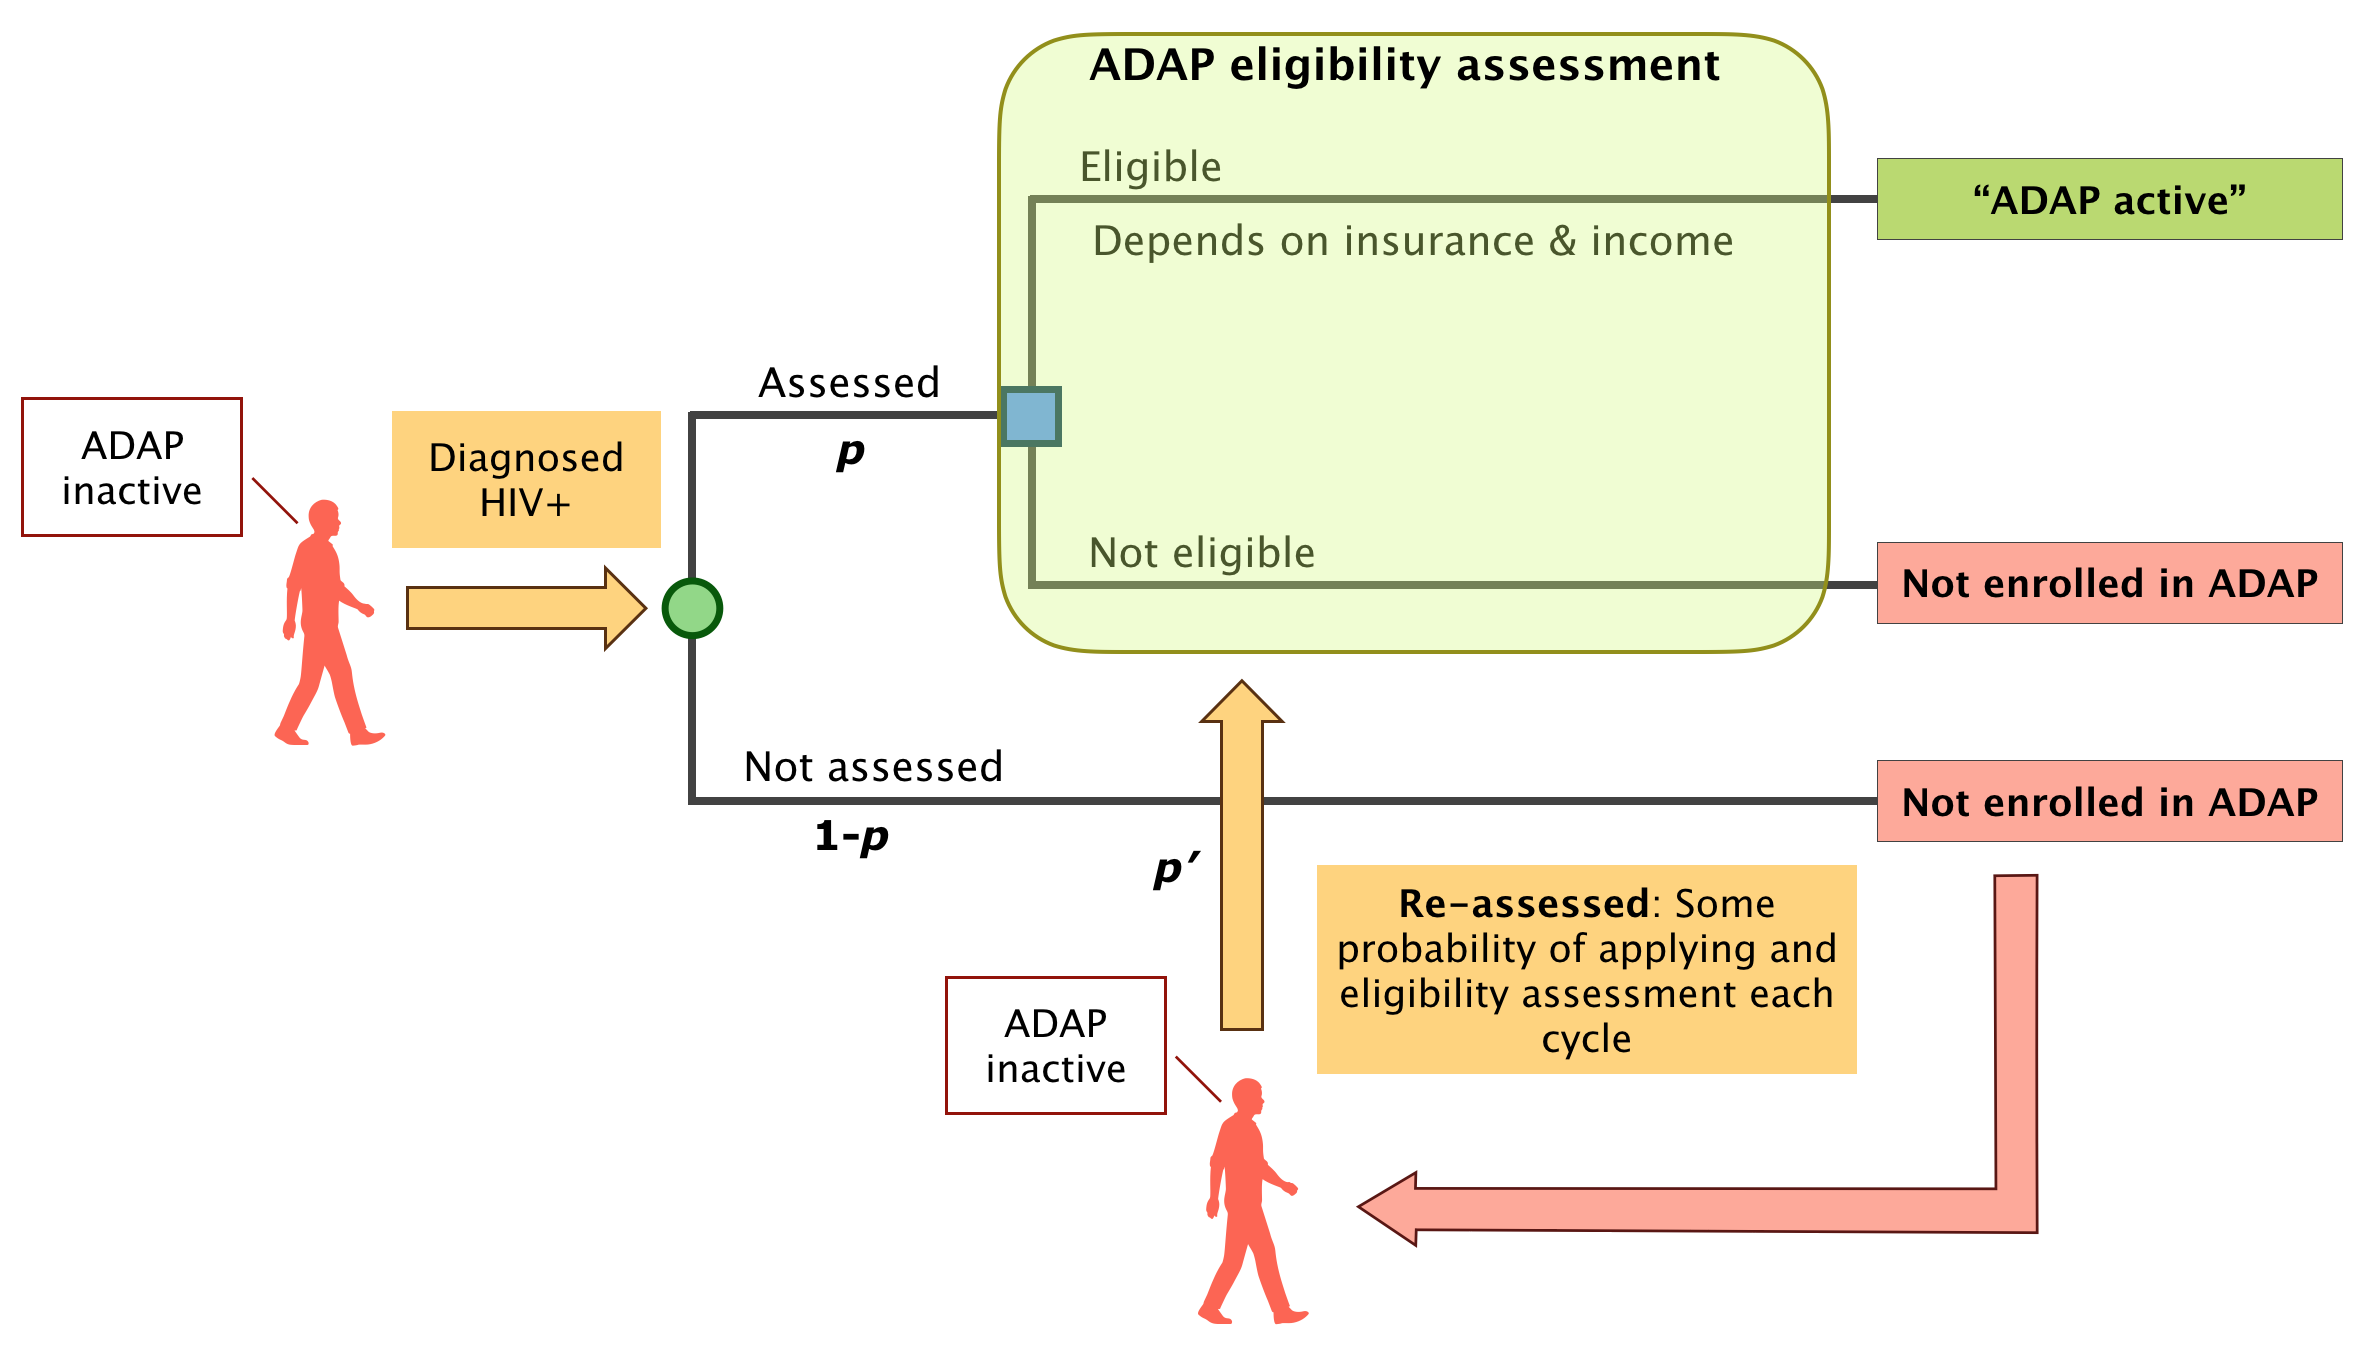 ADAP eligibility assessment
Eligible
Depends on insurance & income
“ADAP active”
Assessed
p
ADAP
inactive
Diagnosed
HIV+
Not eligible
Not enrolled in ADAP
Not assessed
1-p
Not enrolled in ADAP
p′
Re-assessed: Some
probability of applying and
eligibility assessment each
cycle
ADAP
inactive